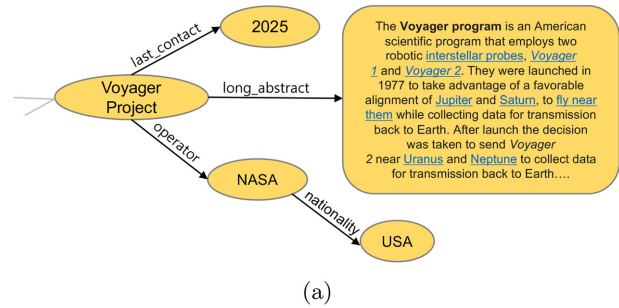 last_contact
2025
Voyager
Project
long_abstract
The Voyager program is an American
scientific program that employs two
robotic interstellar probes, Voyager
1 and Voyager 2. They were launched in
1977 to take advantage of a favorable
alignment of Jupiter and Saturn, to fly near
them while collecting data for transmission
back to Earth. After launch the decision
was taken to send Voyager
2 near Uranus and Neptune to collect data
for transmission back to Earth....
operator
NASA
nationality
USA
(a)